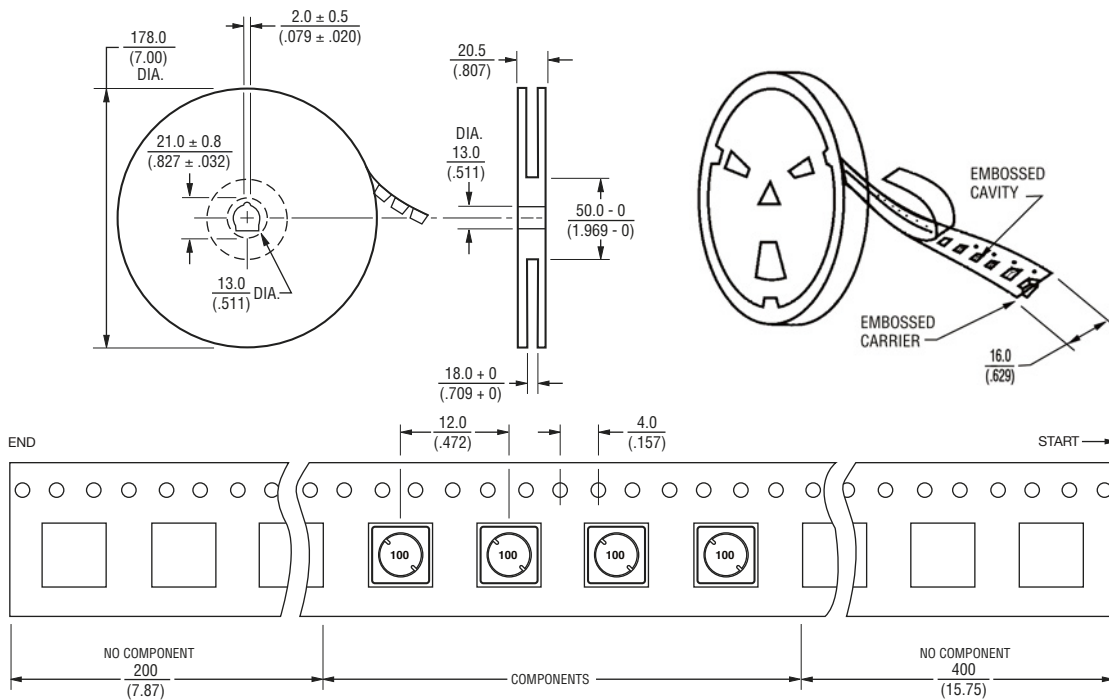 2.0 ± 0.5
(.079 ± .020)
178.0
(7.00)
DIA.
21.0 ± 0.8
(.827 ± .032)
13.0
(.511)
DIA.
20.5
(.807)
DIA.
13.0
(.511)
50.0 - 0
(1.969 - 0)
18.0 + 0
(.709 + 0)
EMBOSSED
CAVITY
EMBOSSED
CARRIER
16.0
(.629)
12.0
(.472)
4.0
(.157)
END
START
100
100
100
100
NO COMPONENT
200
(7.87)
COMPONENTS
NO COMPONENT
400
(15.75)